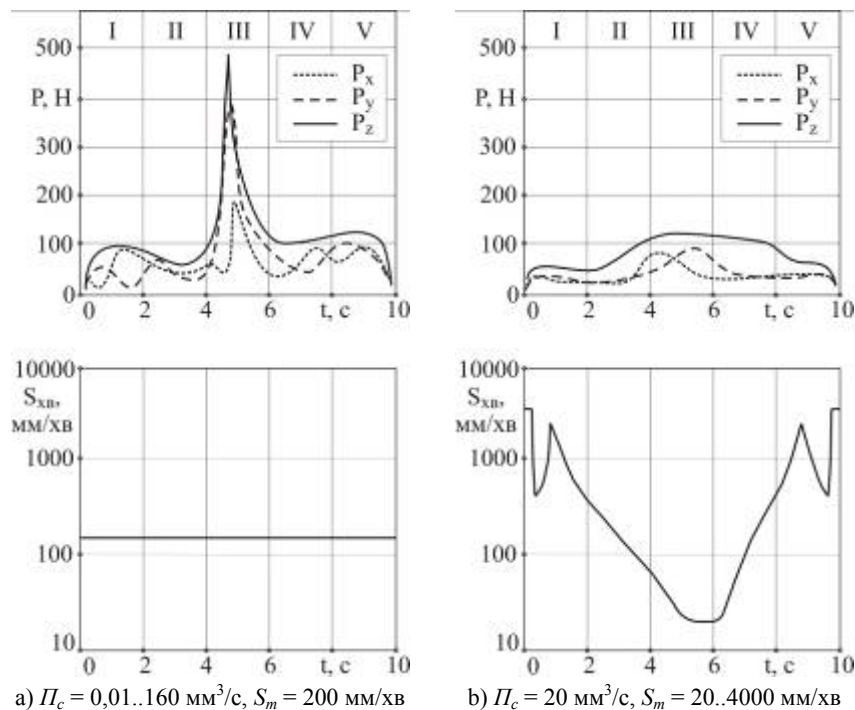 I II III IV V
500
P, Н
300
200
100
0
Px
Py
Pz
0 2 4 6 t, с 10
I II III IV V
500
P, Н
300
200
100
0
Px
Py
Pz
0 2 4 6 t, с 10
10000
Sхв,
мм/хв
1000
100
10
0 2 4 6 t, с 10
10000
Sхв,
мм/хв
1000
100
10
0 2 4 6 t, с 10
a) Пс = 0,01..160 мм³/с, Sm = 200 мм/хв
b) Пс = 20 мм³/с, Sm = 20..4000 мм/хв